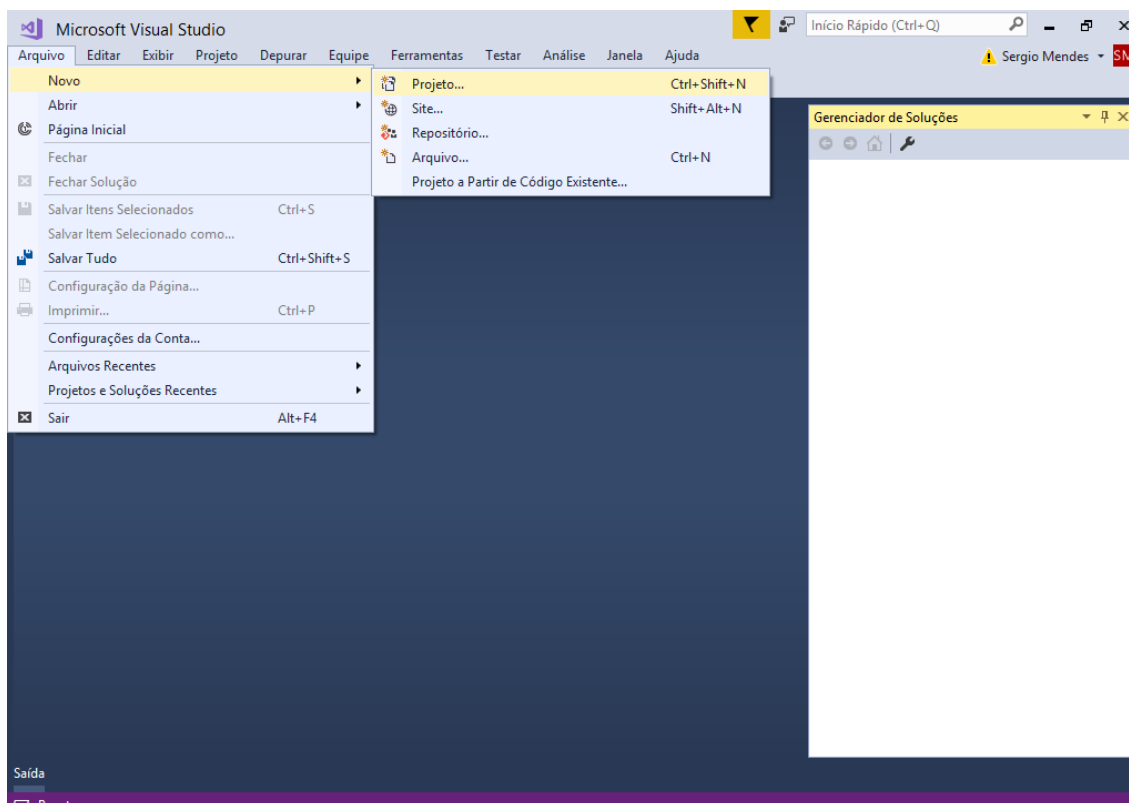 Microsoft Visual Studio
Início Rápido (Ctrl+Q)
Arquivo Editar Exibir Projeto Depurar Equipe Ferramentas Testar Análise Janela Ajuda
Sergio Mendes SM
Novo
Projeto... Ctrl+Shift+N
Abrir
Site... Shift+Alt+N
Página Inicial
Repositório...
Fechar
Arquivo... Ctrl+N
Fechar Solução
Projeto a Partir de Código Existente...
Salvar Itens Selecionados Ctrl+S
Salvar Item Selecionado como...
Salvar Tudo Ctrl+Shift+S
Configuração da Página...
Imprimir... Ctrl+P
Configurações da Conta...
Arquivos Recentes
Projetos e Soluções Recentes
Sair Alt+F4
Gerenciador de Soluções
Saída